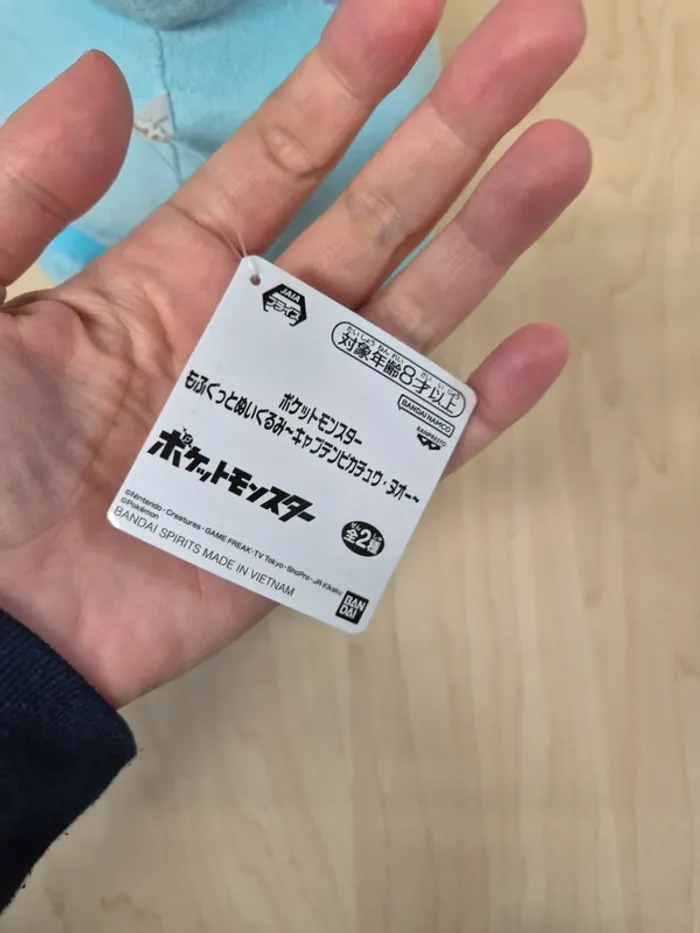 JAIA
プライズ
たいしょうねんれい さい いじょう
対象年齢8才以上
BANDAI NAMCO
BANPRESTO
ポケットモンスター
もふぐっとぬいぐるみ~キャプテンピカチュウ・ヌオー~
ポケットモンスター
ぜん しゅ
全2種
©Nintendo・Creatures・GAME FREAK・TV Tokyo・ShoPro・JR Kikaku
©Pokémon
BANDAI SPIRITS MADE IN VIETNAM
BAN
DAI